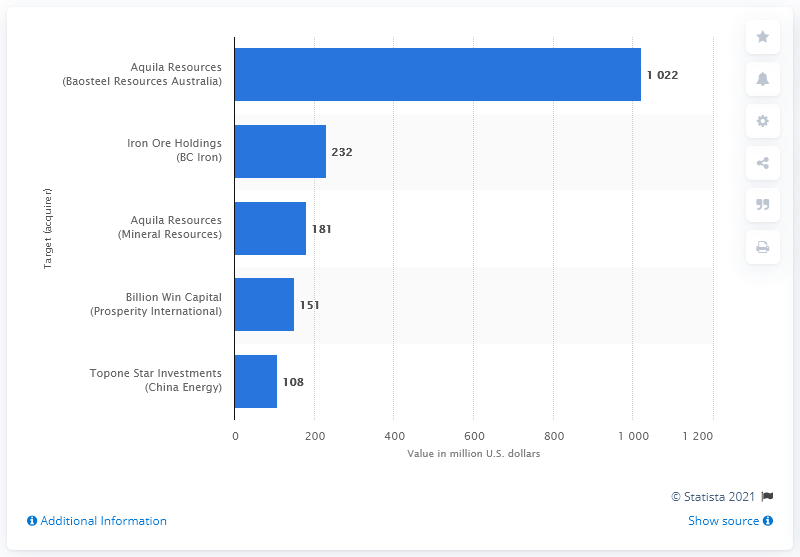 Aquila Resources
(Baosteel Resources Australia)
1 022
Iron Ore Holdings
(BC Iron)
232
Aquila Resources
(Mineral Resources)
181
Billion Win Capital
(Prosperity International)
151
Topone Star Investments
(China Energy)
108
Target (acquirer)
0 200 400 600 800 1 000 1 200
Value in million U.S. dollars
© Statista 2021
Additional Information
Show source